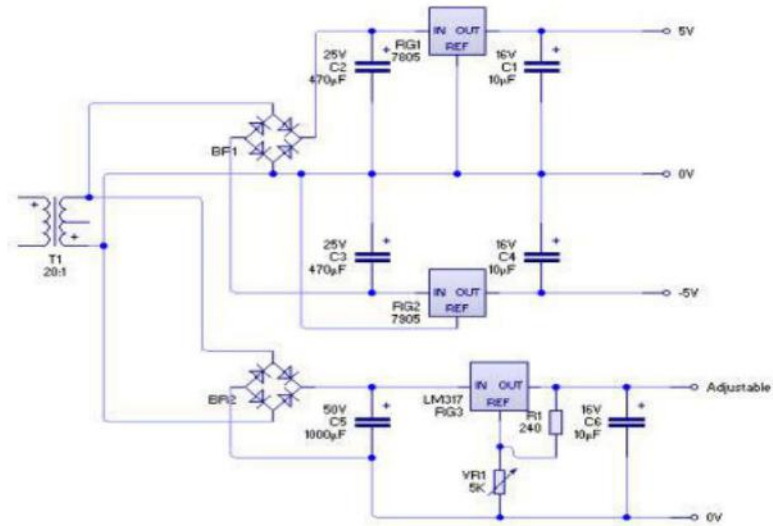 IN OUT
REF
RG1
7805
25V
C2
470µF
16V
C1
10µF
5V
BF1
0V
T1
20:1
25V
C3
470µF
16V
C4
10µF
IN OUT
REF
RG2
7905
-5V
BR2
IN OUT
REF
LM317
RG3
50V
C5
1000µF
R1
240
16V
C6
10µF
Adjustable
VR1
5K
0V